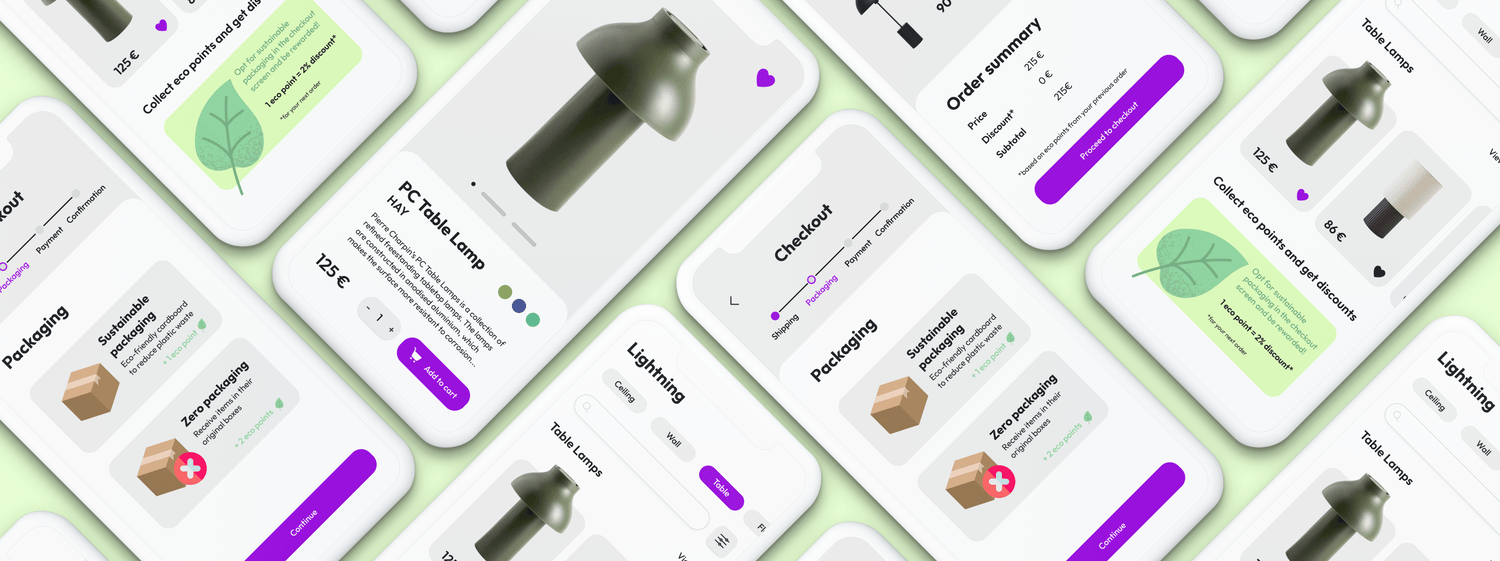 125 €
Collect eco points and get dis
Opt for sustainable
packaging in the checkout
screen and be rewarded!
1 eco point = 2% discount*
*for your next order
kout
Packaging
Payment
Confirmation
Packaging
Sustainable
packaging
Eco-friendly cardboard
to reduce plastic waste
+ 1 eco point
Zero packaging
Receive items in their
original boxes
+ 2 eco points
Continue
PC Table Lamp
HAY
Pierre Charpin's PC Table Lamps is a collection of
refined freestanding tabletop lamps. The lamps
are constructed in anodised aluminium, which
makes the surface more resistant to corrosion...
125 €
- 1 +
Add to cart
Lightning
Ceiling
Wall
Table
Fl
Table Lamps
Vi
12
90
Order summary
Price 215 €
Discount* 0 €
Subtotal 215€
*based on eco points from your previous order
Proceed to checkout
Checkout
Shipping
Packaging
Payment
Confirmation
Packaging
Sustainable
packaging
Eco-friendly cardboard
to reduce plastic waste
+ 1 eco point
Zero packaging
Receive items in their
original boxes
+ 2 eco points
Continue
Wall
Table Lamps
View
125 €
86 €
Collect eco points and get discounts
Opt for sustainable
packaging in the checkout
screen and be rewarded!
1 eco point = 2% discount*
*for your next order
Lightning
Ceiling
Wall
Table Lamps